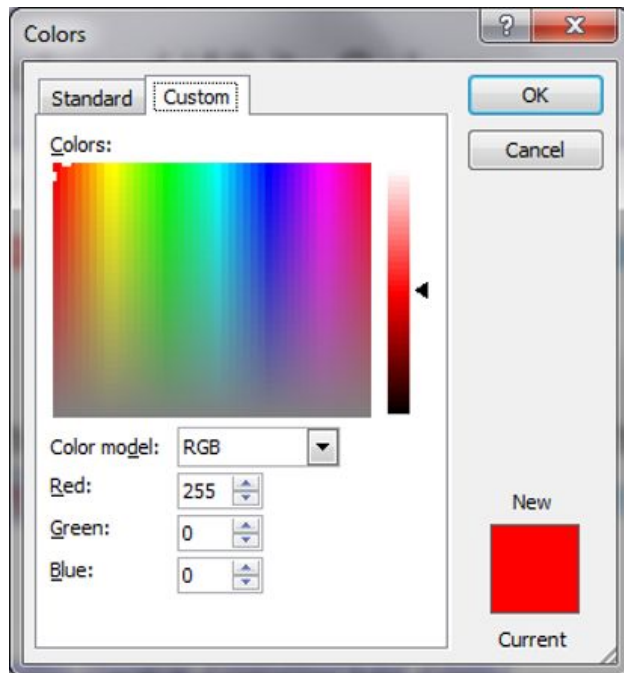 Colors
?
X
Standard
Custom
OK
Cancel
Colors:
Color model:
RGB
Red:
255
Green:
0
Blue:
0
New
Current